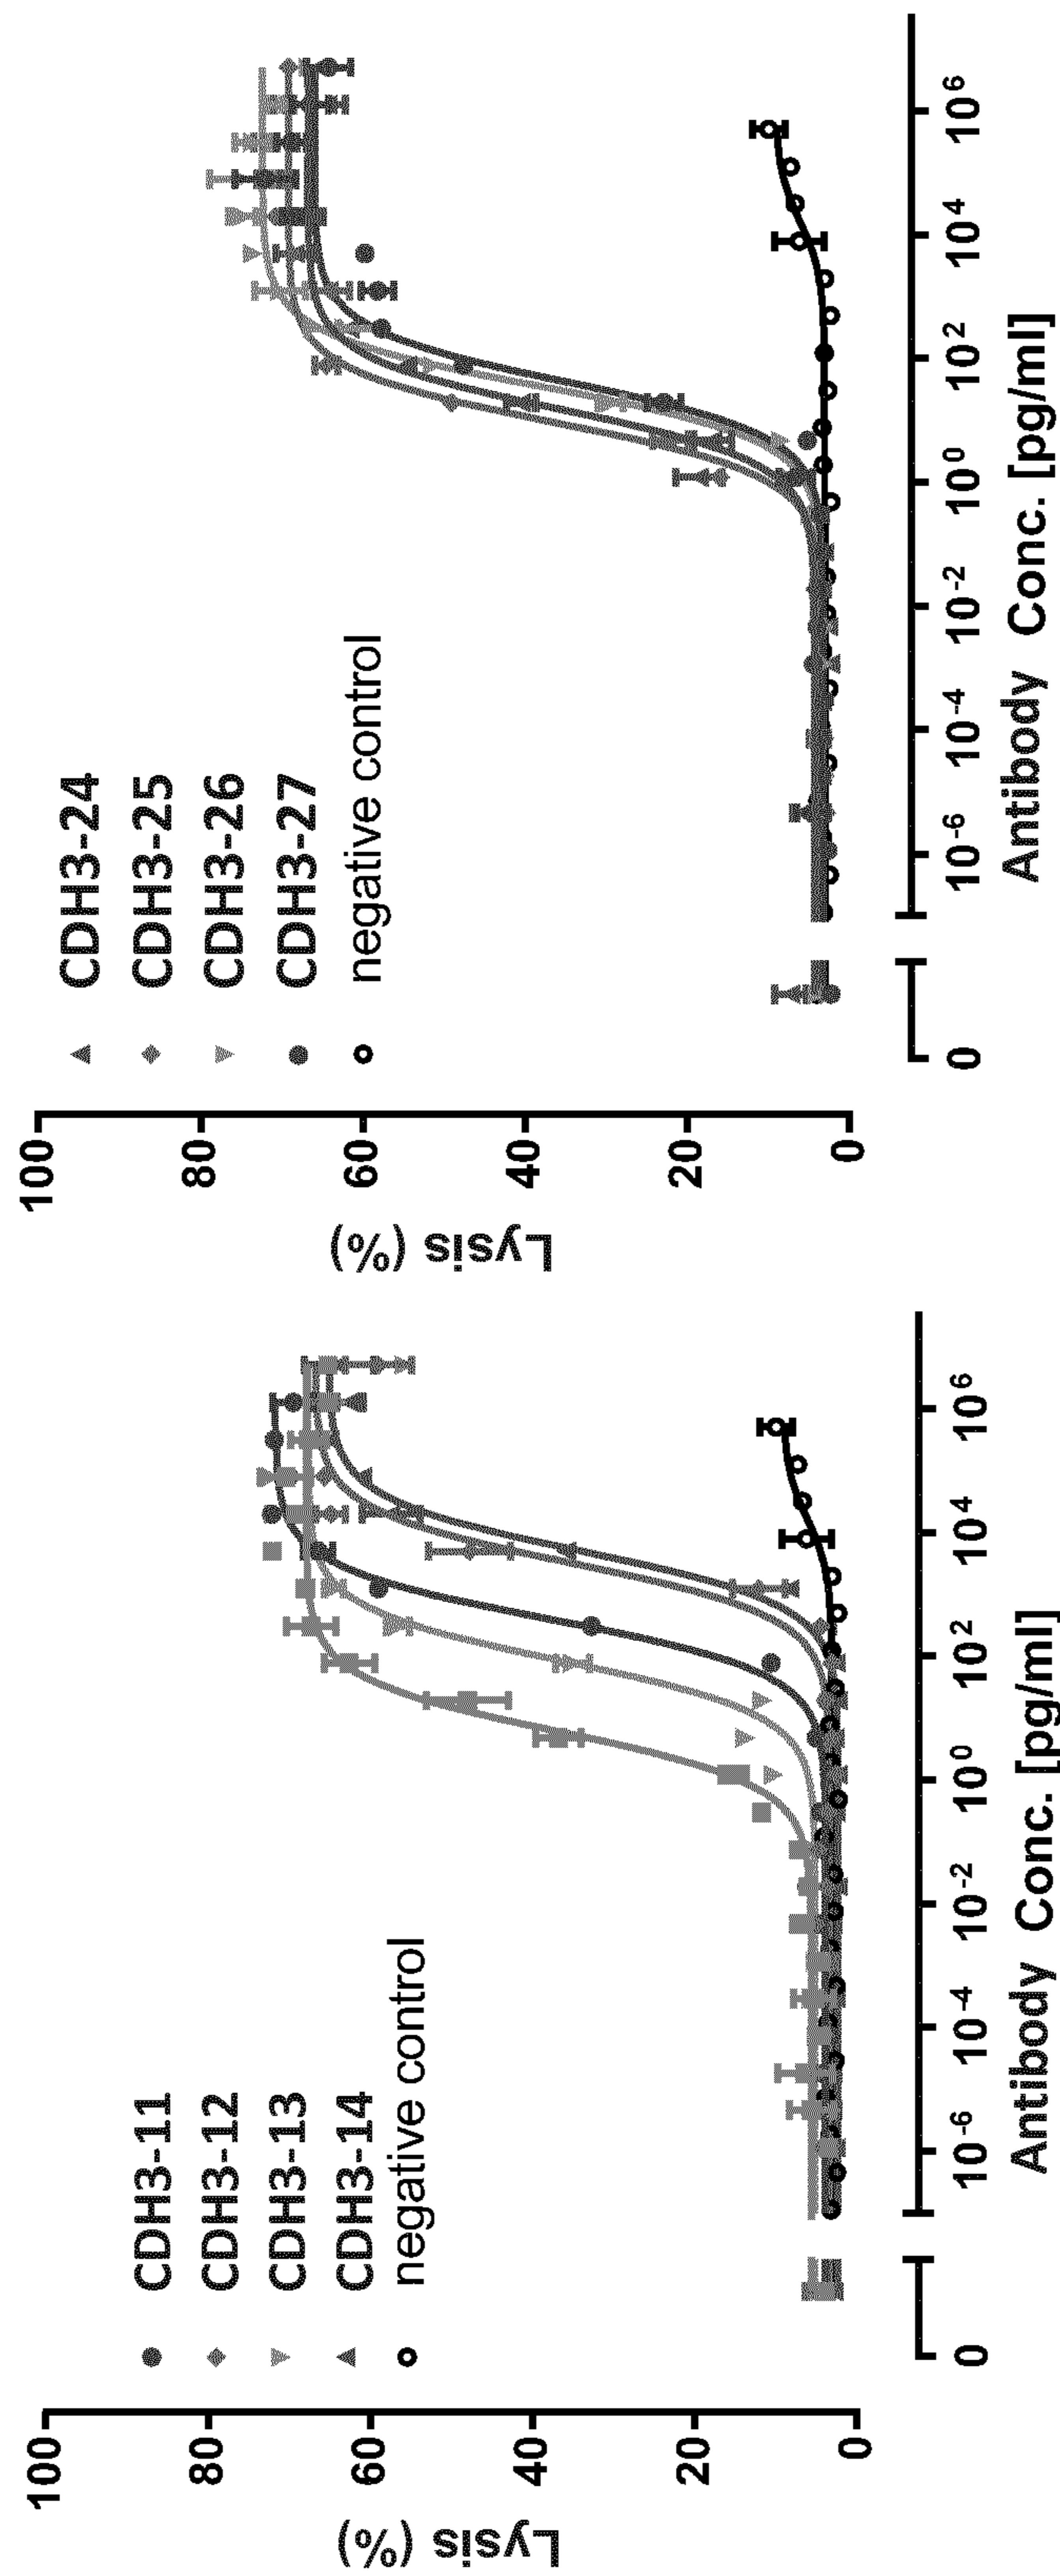 Lysis (%)
100
80
60
40
20
0
CDH3-11
CDH3-12
CDH3-13
CDH3-14
negative control
0
10-6
10-4
10-2
100
102
104
106
Antibody Conc. [pg/ml]
Lysis (%)
100
80
60
40
20
0
CDH3-24
CDH3-25
CDH3-26
CDH3-27
negative control
0
10-6
10-4
10-2
100
102
104
106
Antibody Conc. [pg/ml]